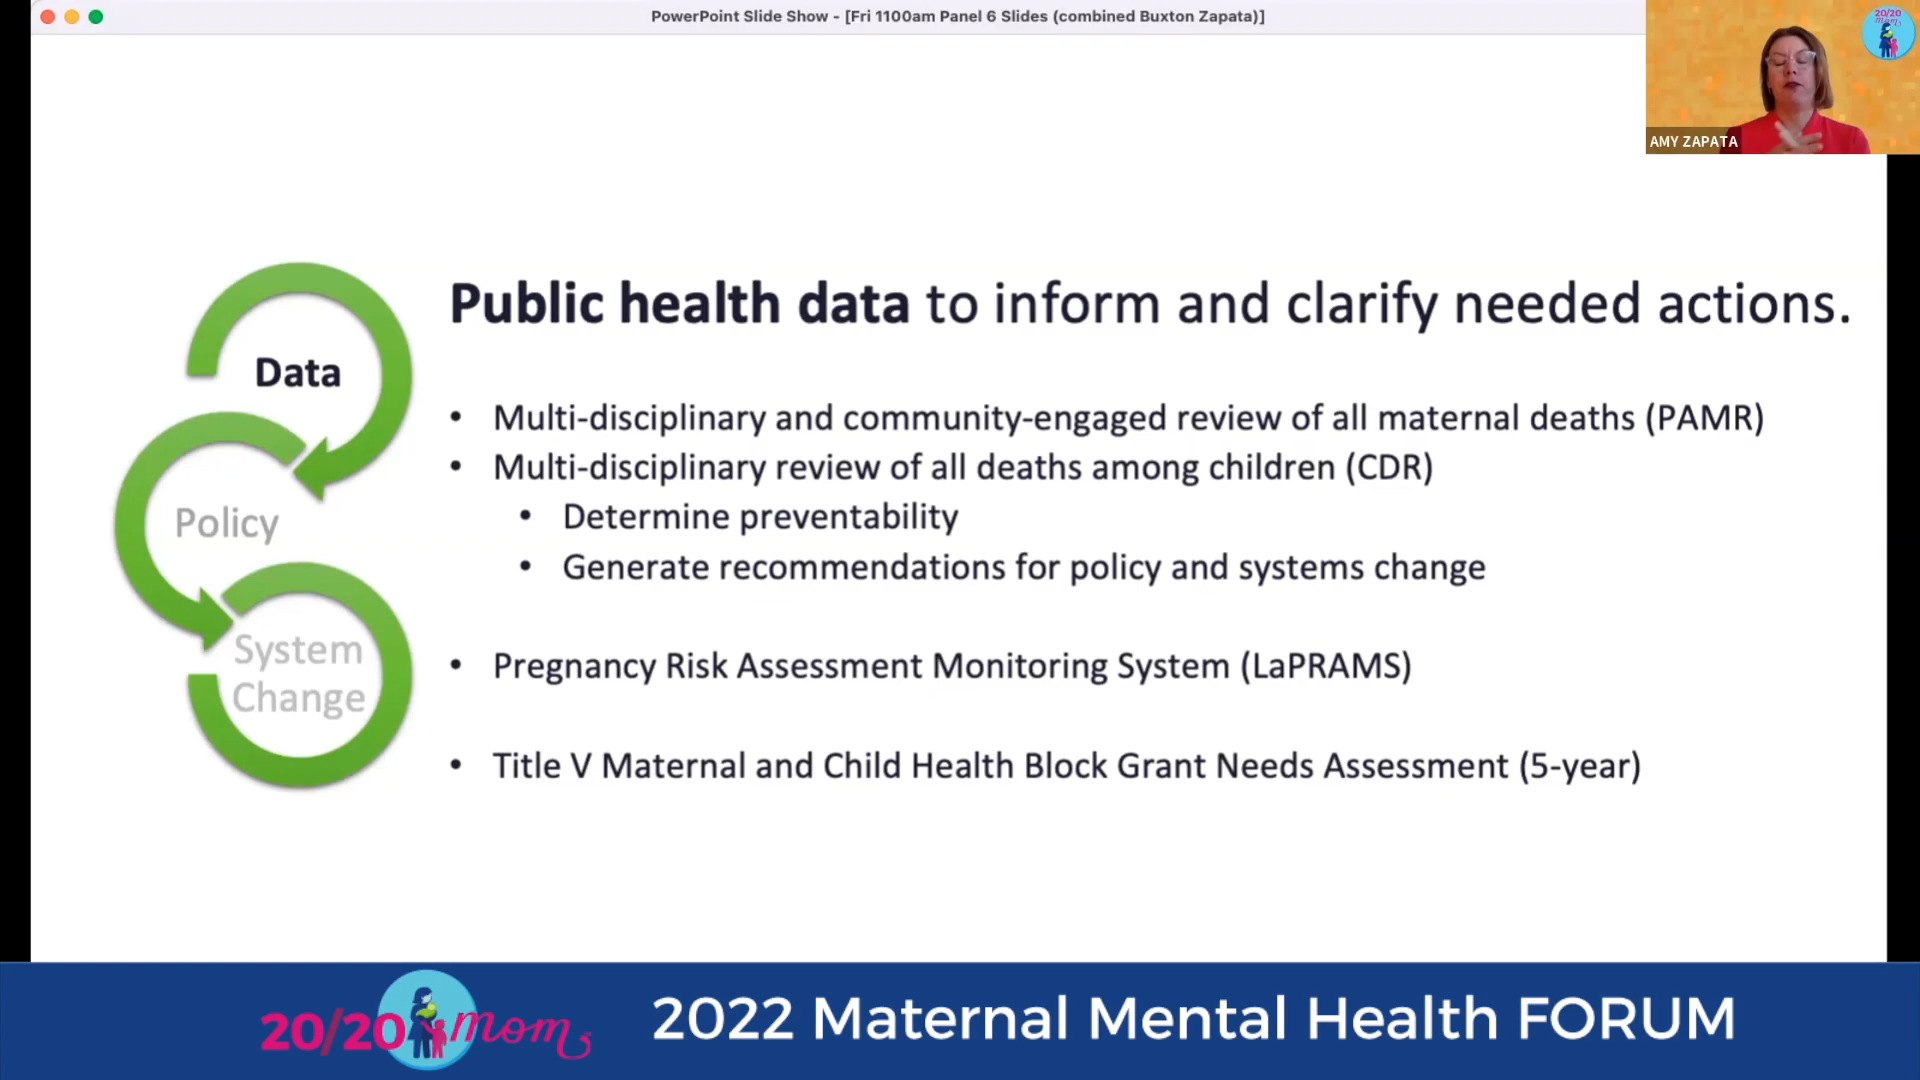 PowerPoint Slide Show - [Fri 1100am Panel 6 Slides (combined Buxton Zapata)]
20/20
mom
AMY ZAPATA
Public health data to inform and clarify needed actions.
Data
• Multi-disciplinary and community-engaged review of all maternal deaths (PAMR)
• Multi-disciplinary review of all deaths among children (CDR)
• Determine preventability
• Generate recommendations for policy and systems change
Policy
System
Change
• Pregnancy Risk Assessment Monitoring System (LaPRAMS)
• Title V Maternal and Child Health Block Grant Needs Assessment (5-year)
20/20 mom
2022 Maternal Mental Health FORUM